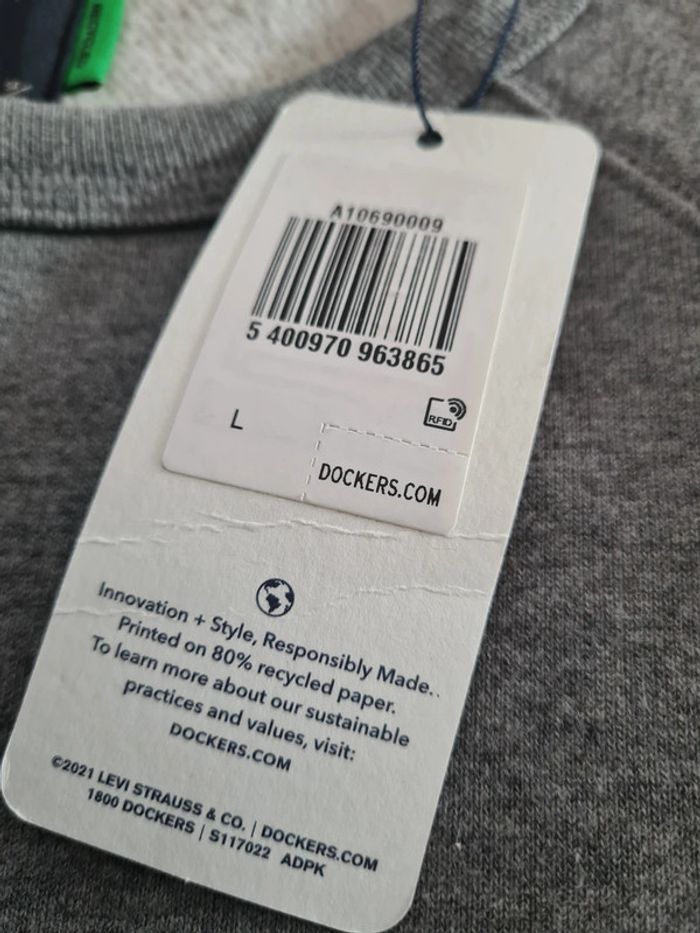 RECYCLED
A10690009
5 400970 963865
L
RFID
DOCKERS.COM
Innovation + Style, Responsibly Made..
Printed on 80% recycled paper.
To learn more about our sustainable
practices and values, visit:
DOCKERS.COM
©2021 LEVI STRAUSS & CO. | DOCKERS.COM
1800 DOCKERS | S117022 ADPK